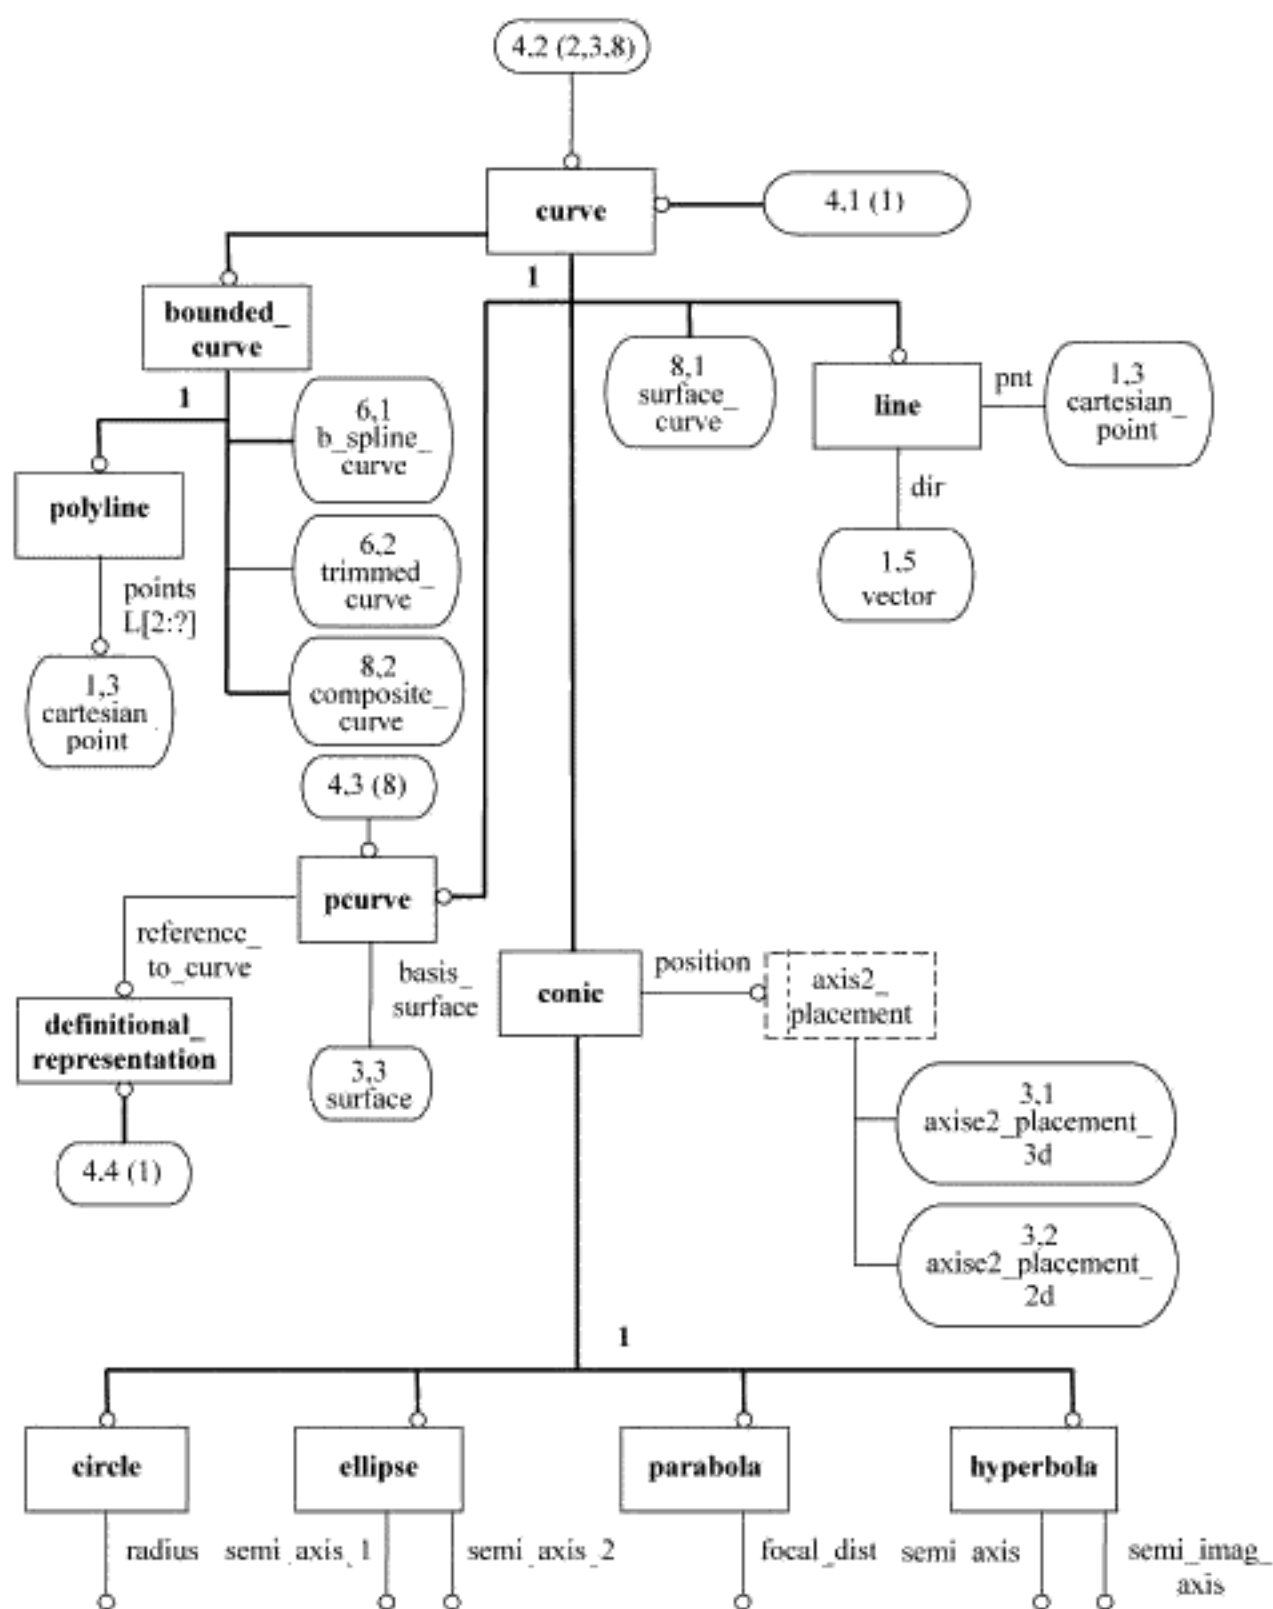 4,2 (2,3,8)
curve
4,1 (1)
1
bounded_
curve
1
6,1
b_spline_
curve
8,1
surface_
curve
line
pnt
1,3
cartesian_
point
dir
1,5
vector
polyline
points
L[2:?]
1,3
cartesian_
point
6,2
trimmed_
curve
8,2
composite_
curve
4,3 (8)
pcurve
reference_
to_curve
basis_
surface
definitional_
representation
3,3
surface
4,4 (1)
conic
position
axis2_
placement
3,1
axise2_placement_
3d
3,2
axise2_placement_
2d
1
circle
ellipse
parabola
hyperbola
radius
semi_axis_1
semi_axis_2
focal_dist
semi_axis
semi_imag_
axis